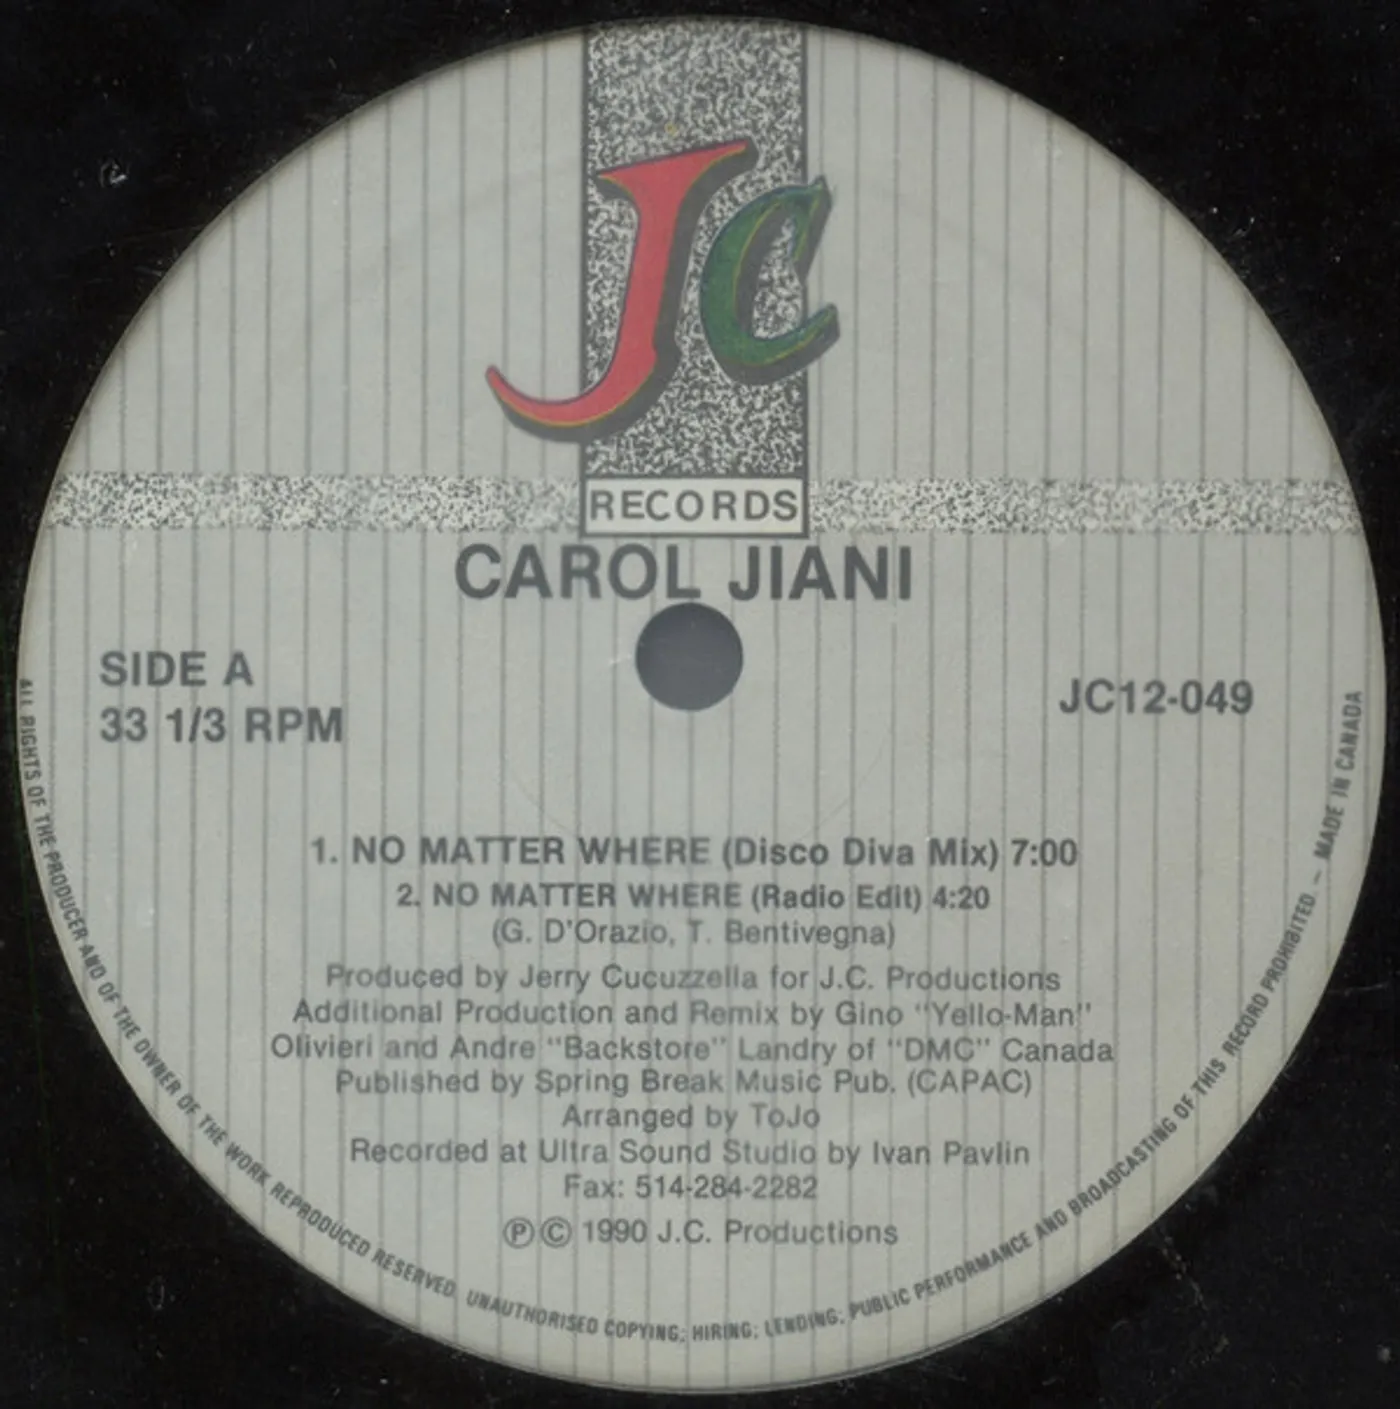 JC
RECORDS
CAROL JIANI
SIDE A
33 1/3 RPM
JC12-049
1. NO MATTER WHERE (Disco Diva Mix) 7:00
2. NO MATTER WHERE (Radio Edit) 4:20
(G. D'Orazio, T. Bentivegna)
Produced by Jerry Cucuzzella for J.C. Productions
Additional Production and Remix by Gino "Yello-Man"
Olivieri and Andre "Backstore" Landry of "DMC" Canada
Published by Spring Break Music Pub. (CAPAC)
Arranged by ToJo
Recorded at Ultra Sound Studio by Ivan Pavlin
Fax: 514-284-2282
Ⓟ© 1990 J.C. Productions
ALL RIGHTS OF THE PRODUCER AND OF THE OWNER OF THE WORK REPRODUCED RESERVED UNAUTHORISED COPYING; HIRING; LENDING; PUBLIC PERFORMANCE AND BROADCASTING OF THIS RECORD PROHIBITED – MADE IN CANADA